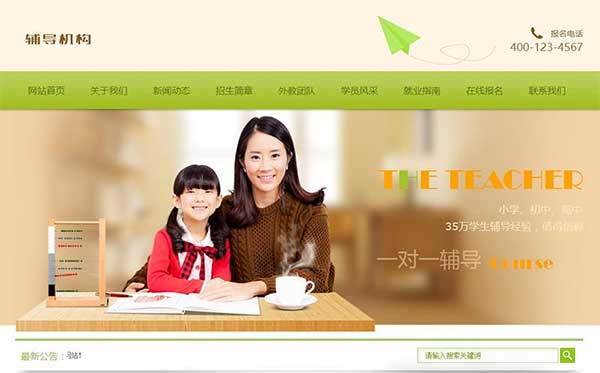 辅导机构
报名电话
400-123-4567
网站首页 关于我们 新闻动态 招生简章 外教团队 学员风采 就业指南 在线报名 联系我们
THE TEACHER
小学、初中、高中
35万学生辅导经验，值得信赖
一对一辅导
最新公告：
请输入搜索关键词